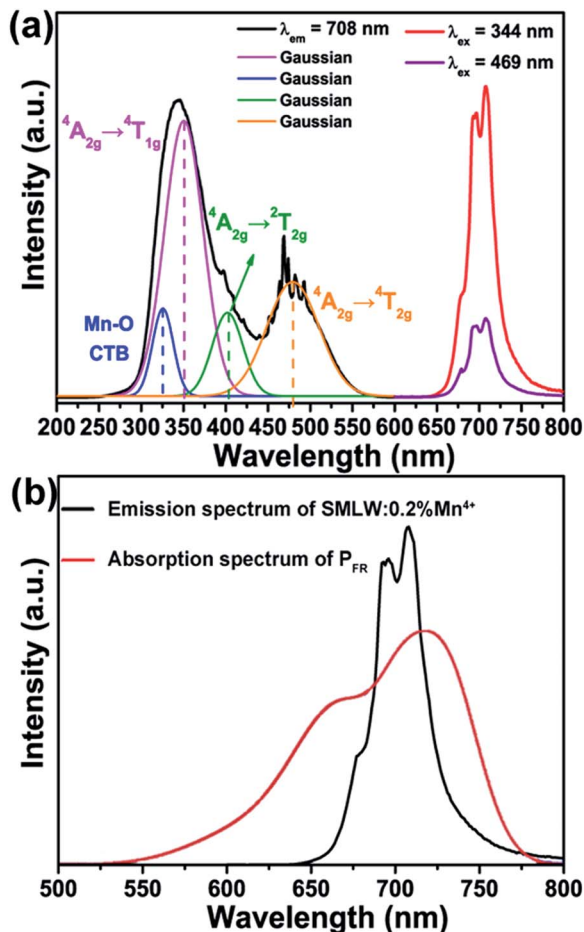 (a)
λem = 708 nm
Gaussian
Gaussian
Gaussian
Gaussian
λex = 344 nm
λex = 469 nm
⁴A2g→⁴T1g
⁴A2g→²T2g
⁴A2g→⁴T2g
Mn-O
CTB
Intensity (a.u.)
200 250 300 350 400 450 500 550 600 650 700 750 800
Wavelength (nm)
(b)
Emission spectrum of SMLW:0.2%Mn⁴⁺
Absorption spectrum of PFR
Intensity (a.u.)
500 550 600 650 700 750 800
Wavelength (nm)